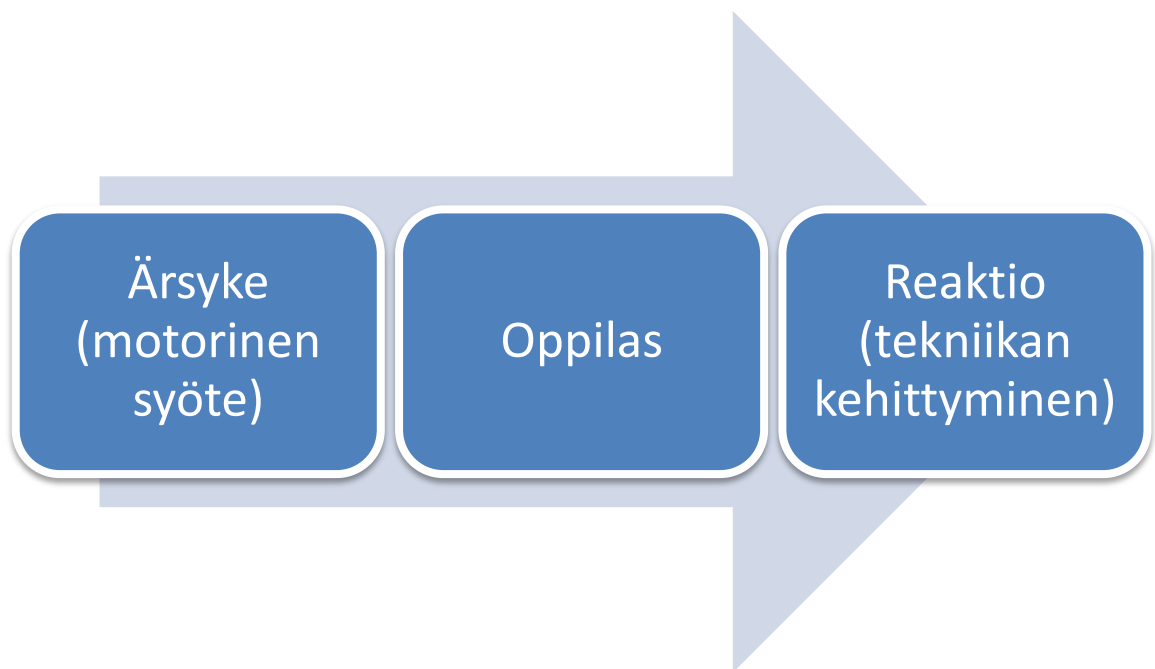 Ärsyke
(motorinen
syöte)
Oppilas
Reaktio
(tekniikan
kehittyminen)